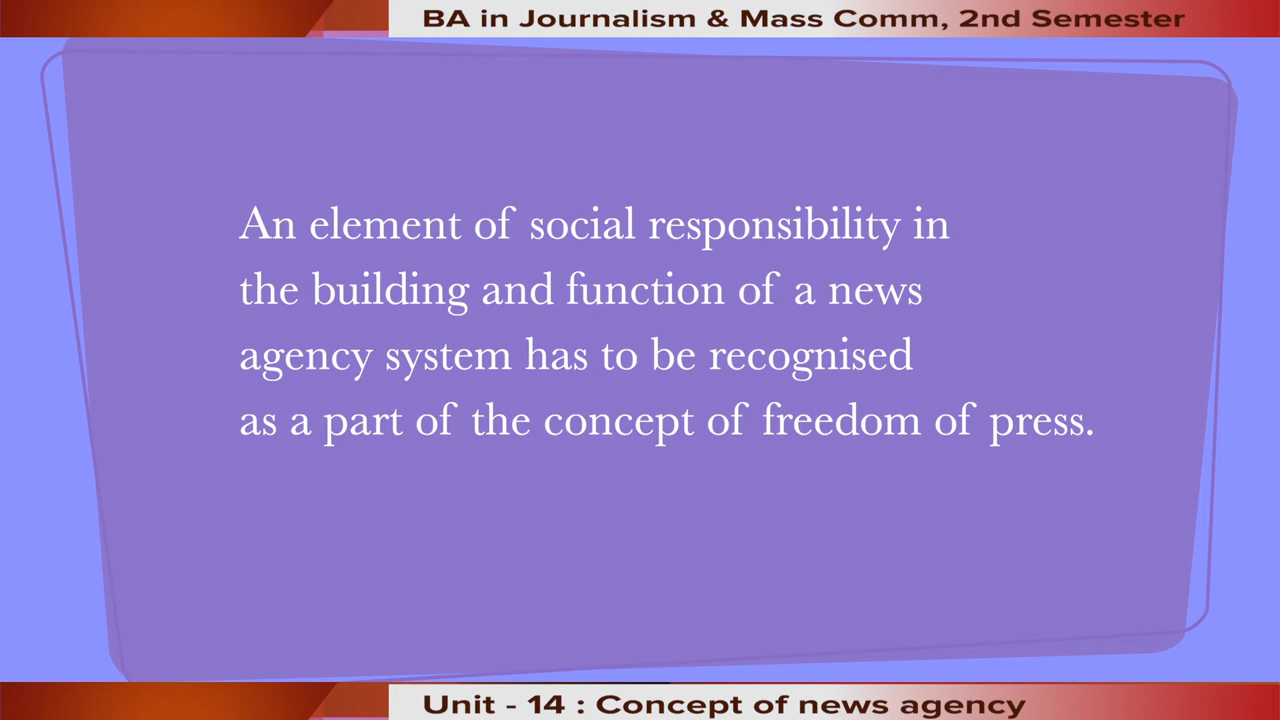 BA in Journalism & Mass Comm, 2nd Semester
An element of social responsibility in
the building and function of a news
agency system has to be recognised
as a part of the concept of freedom of press.
Unit - 14 : Concept of news agency